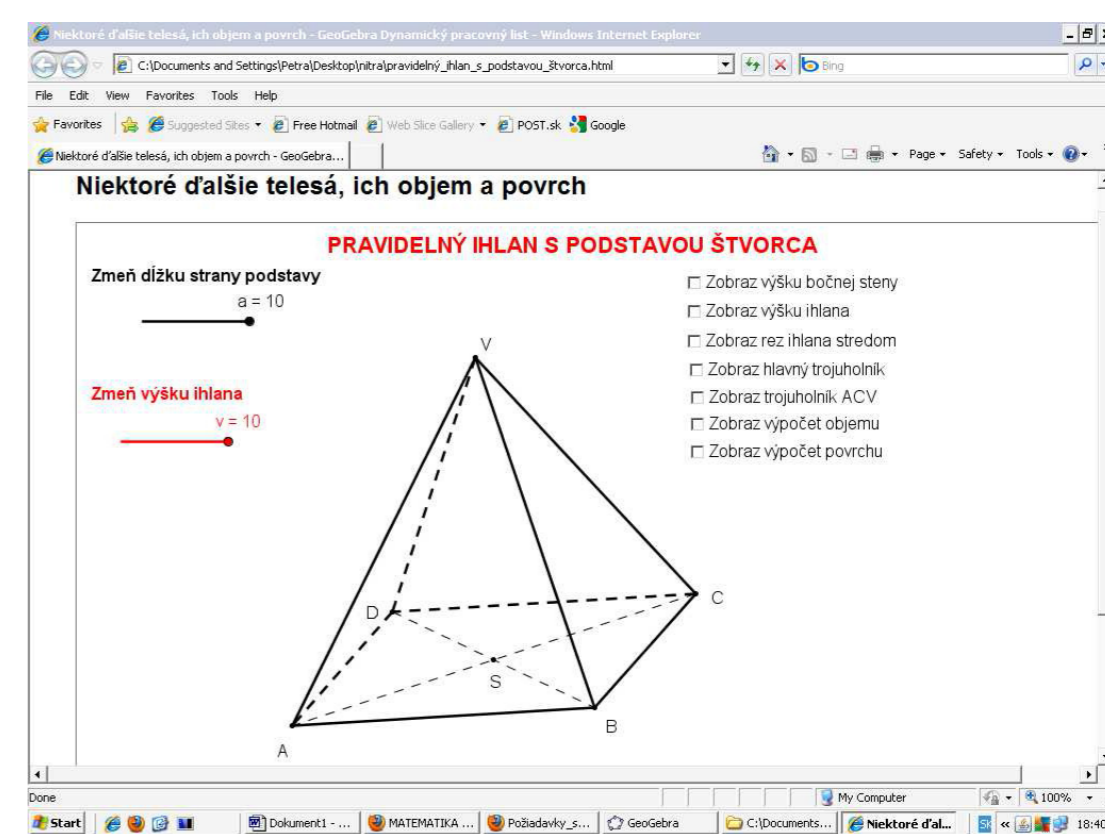 Niektoré ďalšie telesá, ich objem a povrch - GeoGebra Dynamický pracovný list - Windows Internet Explorer
C:\Documents and Settings\Petra\Desktop\nitra\pravidelný_ihlan_s_podstavou_štvorca.html
Bing
File Edit View Favorites Tools Help
Favorites Suggested Sites Free Hotmail Web Slice Gallery POST.sk Google
Niektoré ďalšie telesá, ich objem a povrch - GeoGebra... Page Safety Tools
Niektoré ďalšie telesá, ich objem a povrch
PRAVIDELNÝ IHLAN S PODSTAVOU ŠTVORCA
Zmeň dĺžku strany podstavy
a = 10
Zmeň výšku ihlana
v = 10
Zobraz výšku bočnej steny
Zobraz výšku ihlana
Zobraz rez ihlana stredom
Zobraz hlavný trojuholník
Zobraz trojuholník ACV
Zobraz výpočet objemu
Zobraz výpočet povrchu
V
D
C
S
B
A
Done My Computer 100%
Start Dokument1 - ... MATEMATIKA ... Požiadavky_s... GeoGebra C:\Documents... Niektoré ďal... SK « 18:40